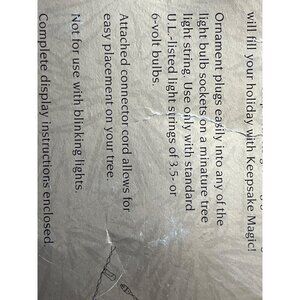 will fill your holiday with Keepsake Magic!
Ornament plugs easily into any of the
light bulb sockets on a minature tree
light string. Use only with standard
U.L.-listed light strings of 3.5- or
6-volt bulbs.
Attached connector cord allows for
easy placement on your tree.
Not for use with blinking lights.
Complete display instructions enclosed.